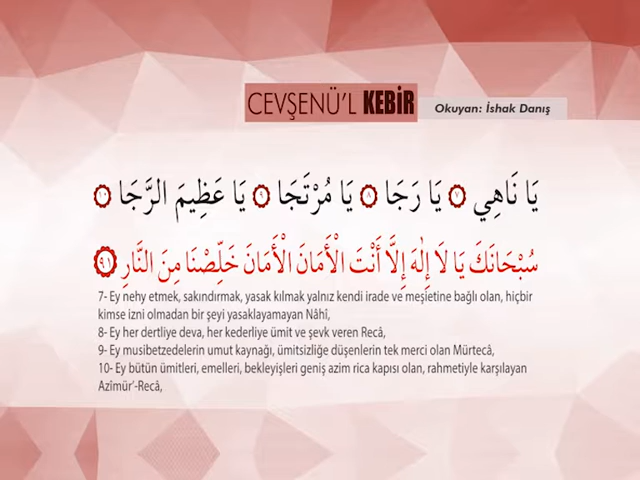 CEVŞENÜ'L KEBİR
Okuyan: İshak Danış
يَا نَاهِي ٧ يَا رَجَا ٨ يَا مُرْتَجَا ٩ يَا عَظِيمَ الرَّجَا ١٠
سُبْحَانَكَ يَا لَا إِلٰهَ إِلَّا أَنْتَ الْأَمَانَ الْأَمَانَ خَلِّصْنَا مِنَ النَّارِ ٩١
7- Ey nehy etmek, sakındırmak, yasak kılmak yalnız kendi irade ve meşietine bağlı olan, hiçbir
kimse izni olmadan bir şeyi yasaklayamayan Nâhî,
8- Ey her dertliye deva, her kederliye ümit ve şevk veren Recâ,
9- Ey musibetzedelerin umut kaynağı, ümitsizliğe düşenlerin tek merci olan Mürtecâ,
10- Ey bütün ümitleri, emelleri, bekleyişleri geniş azim rica kapısı olan, rahmetiyle karşılayan
Azîmür'-Recâ,